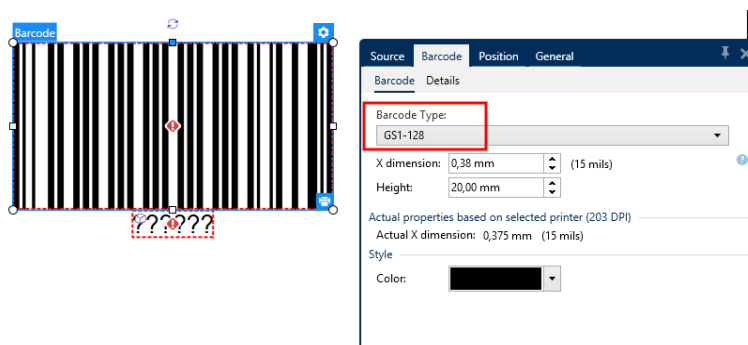 Barcode
??????
Source Barcode Position General
Barcode Details
Barcode Type:
GS1-128
X dimension: 0,38 mm (15 mils)
Height: 20,00 mm
Actual properties based on selected printer (203 DPI)
Actual X dimension: 0,375 mm (15 mils)
Style
Color: